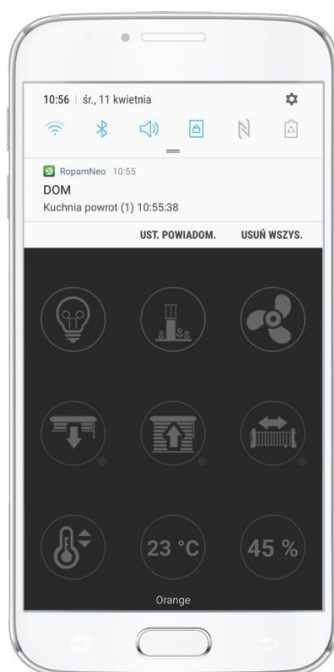 10:56 | śr., 11 kwietnia
RopamNeo 10:55
DOM
Kuchnia powrot (1) 10:55:38
UST. POWIADOM. USUŃ WSZYS.
23 °C 45 %
Orange